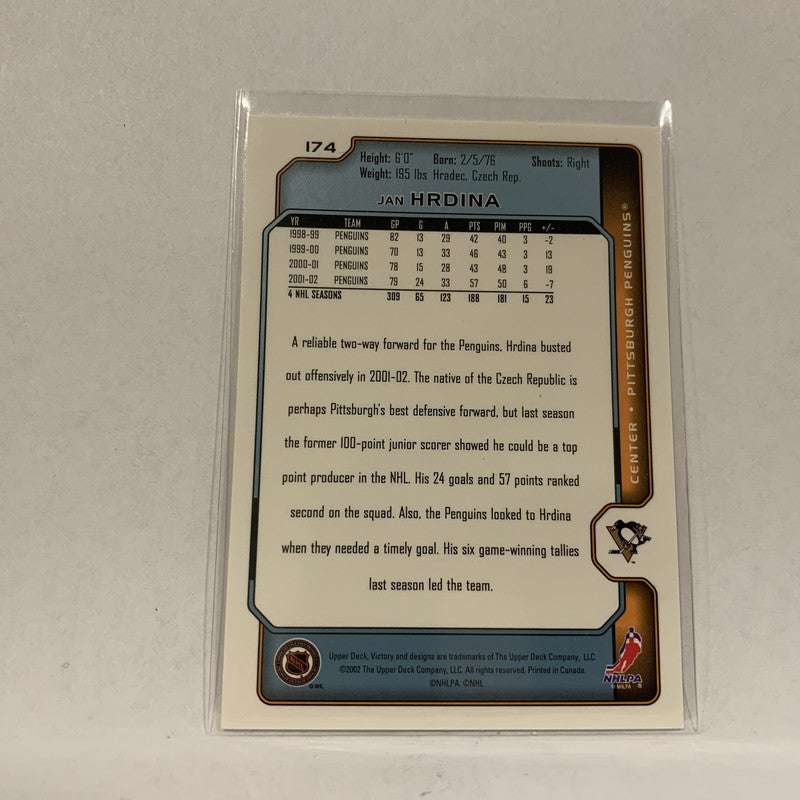 174
Height: 6'0" Born: 2/5/76 Shoots: Right
Weight: 195 lbs Hradec, Czech Rep.
JAN HRDINA
YR TEAM GP G A PTS PIM PPG +/-
1998-99 PENGUINS 82 13 29 42 40 3 -2
1999-00 PENGUINS 70 13 33 46 43 3 13
2000-01 PENGUINS 78 15 28 43 48 3 19
2001-02 PENGUINS 79 24 33 57 50 6 -7
4 NHL SEASONS 309 65 123 188 181 15 23
A reliable two-way forward for the Penguins, Hrdina busted
out offensively in 2001-02. The native of the Czech Republic is
perhaps Pittsburgh's best defensive forward, but last season
the former 100-point junior scorer showed he could be a top
point producer in the NHL. His 24 goals and 57 points ranked
second on the squad. Also, the Penguins looked to Hrdina
when they needed a timely goal. His six game-winning tallies
last season led the team.
CENTER • PITTSBURGH PENGUINS®
Upper Deck, Victory and designs are trademarks of The Upper Deck Company, LLC.
©2002 The Upper Deck Company, LLC. All rights reserved. Printed in Canada.
©NHLPA. ©NHL
NHL
© NHL
NHLPA
© NHLPA ®